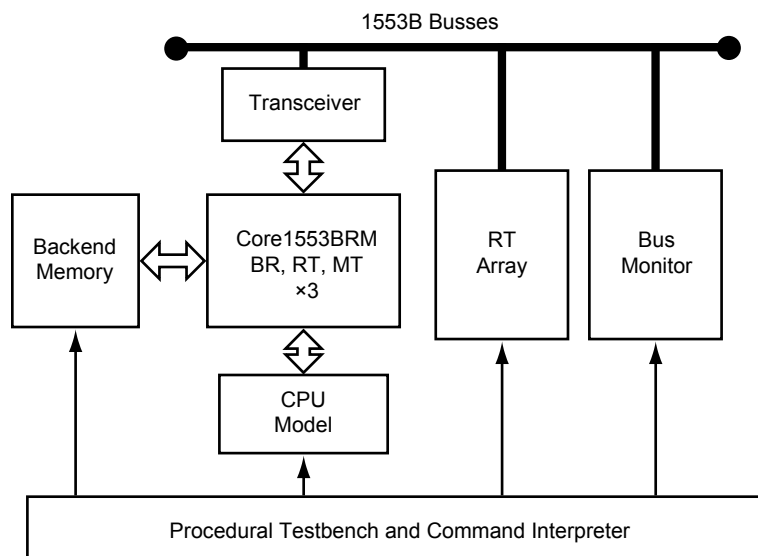 1553B Busses
Transceiver
Backend
Memory
Core1553BRM
BR, RT, MT
×3
RT
Array
Bus
Monitor
CPU
Model
Procedural Testbench and Command Interpreter